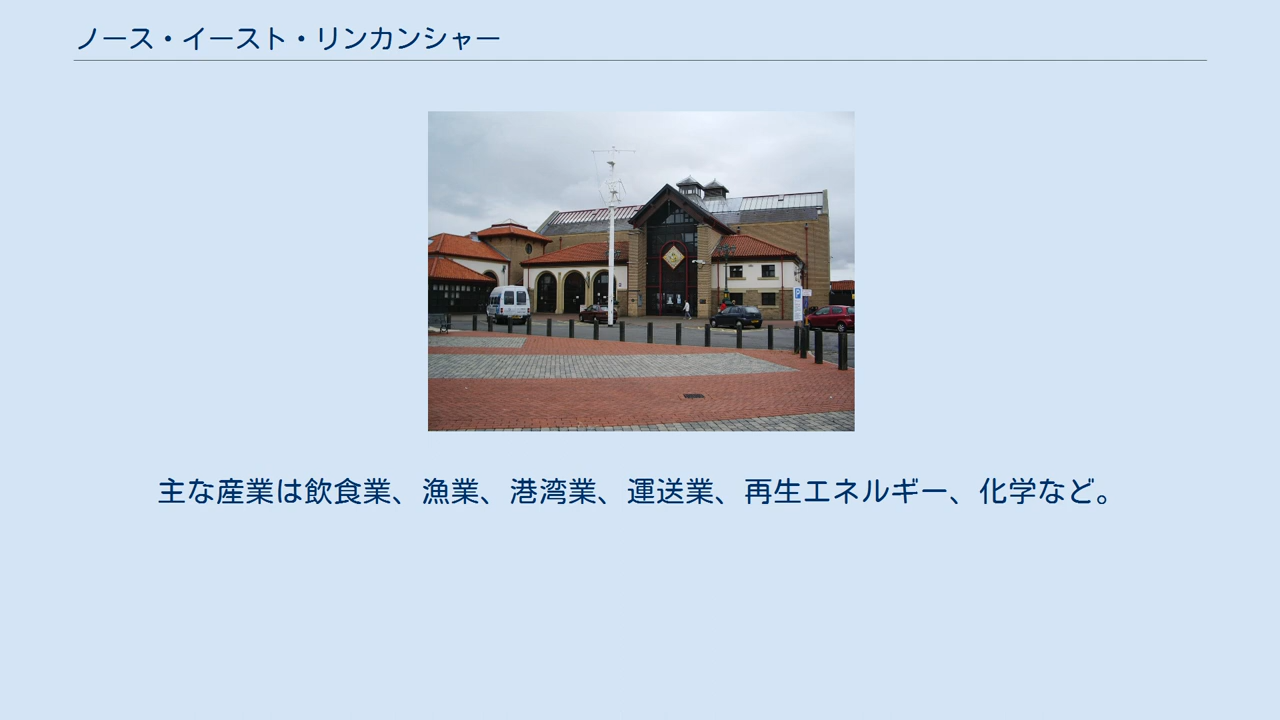 ノース・イースト・リンカンシャー
主な産業は飲食業、漁業、港湾業、運送業、再生エネルギー、化学など。